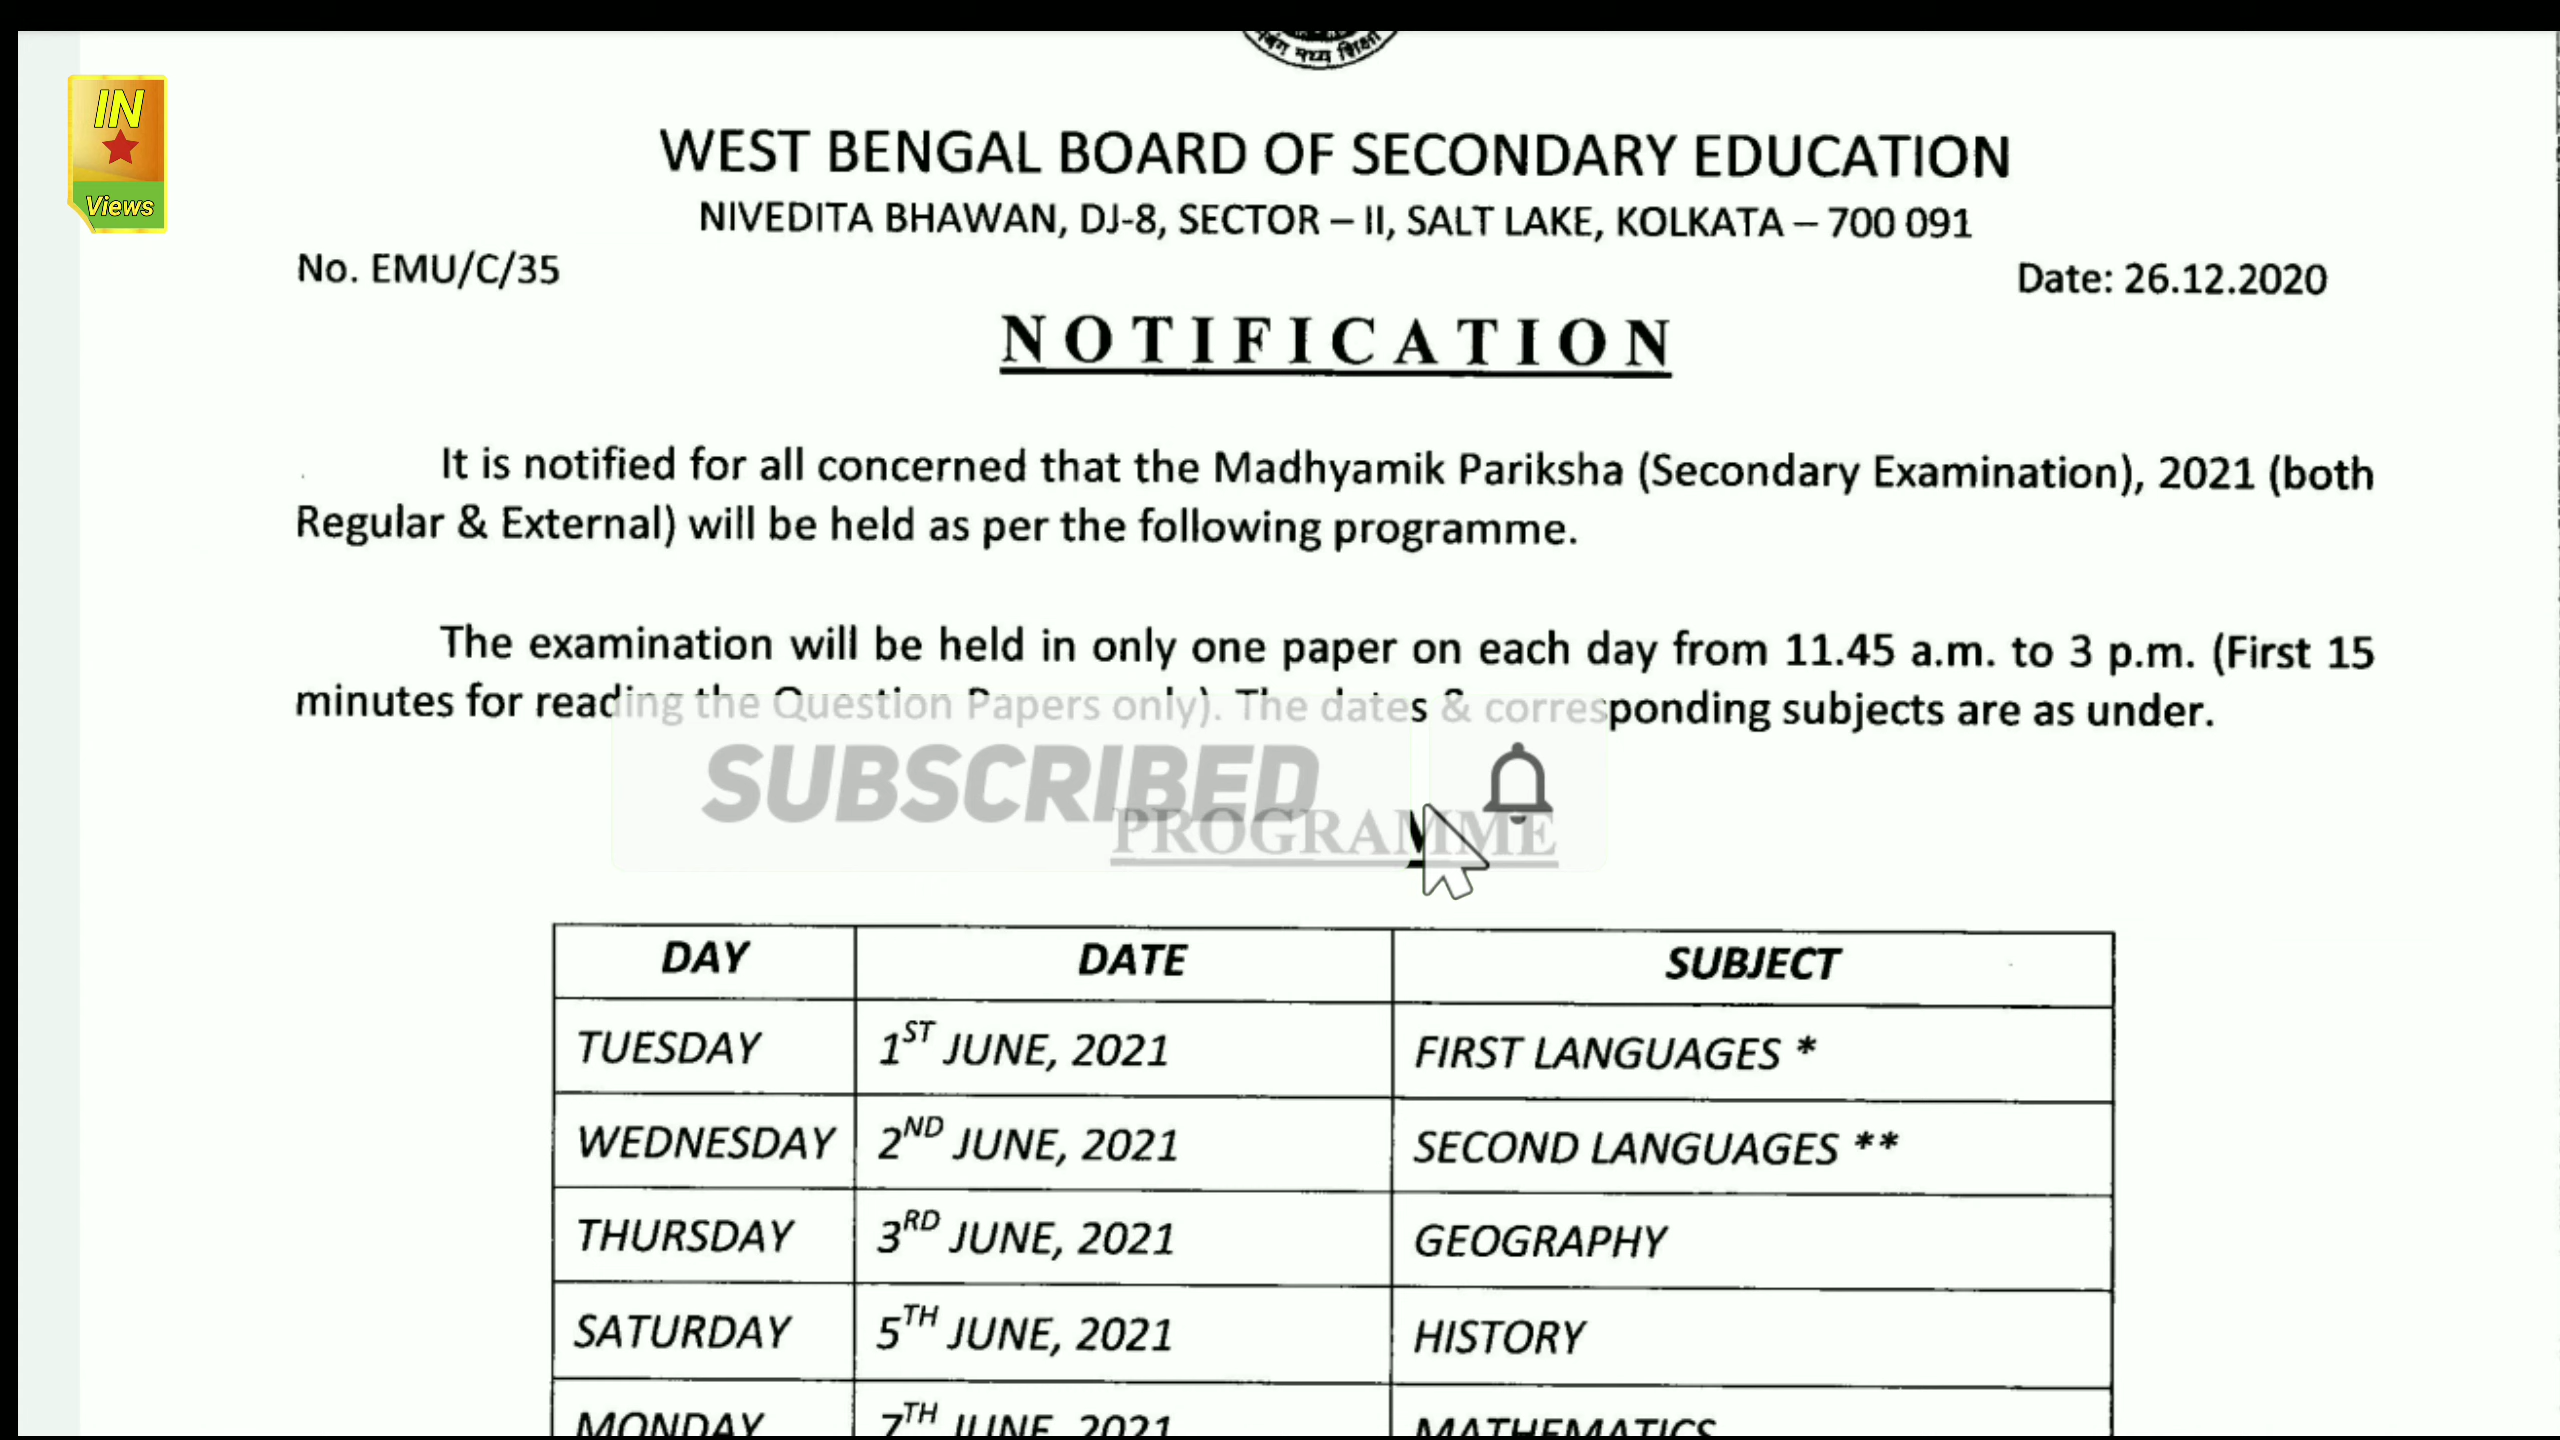 IN
Views
WEST BENGAL BOARD OF SECONDARY EDUCATION
NIVEDITA BHAWAN, DJ-8, SECTOR – II, SALT LAKE, KOLKATA – 700 091
No. EMU/C/35
Date: 26.12.2020
NOTIFICATION
It is notified for all concerned that the Madhyamik Pariksha (Secondary Examination), 2021 (both
Regular & External) will be held as per the following programme.
The examination will be held in only one paper on each day from 11.45 a.m. to 3 p.m. (First 15
minutes for reading the Question Papers only). The dates & corresponding subjects are as under.
SUBSCRIBED
PROGRAMME
DAY DATE SUBJECT
TUESDAY 1ST JUNE, 2021 FIRST LANGUAGES *
WEDNESDAY 2ND JUNE, 2021 SECOND LANGUAGES **
THURSDAY 3RD JUNE, 2021 GEOGRAPHY
SATURDAY 5TH JUNE, 2021 HISTORY
MONDAY 7TH JUNE, 2021 MATHEMATICS